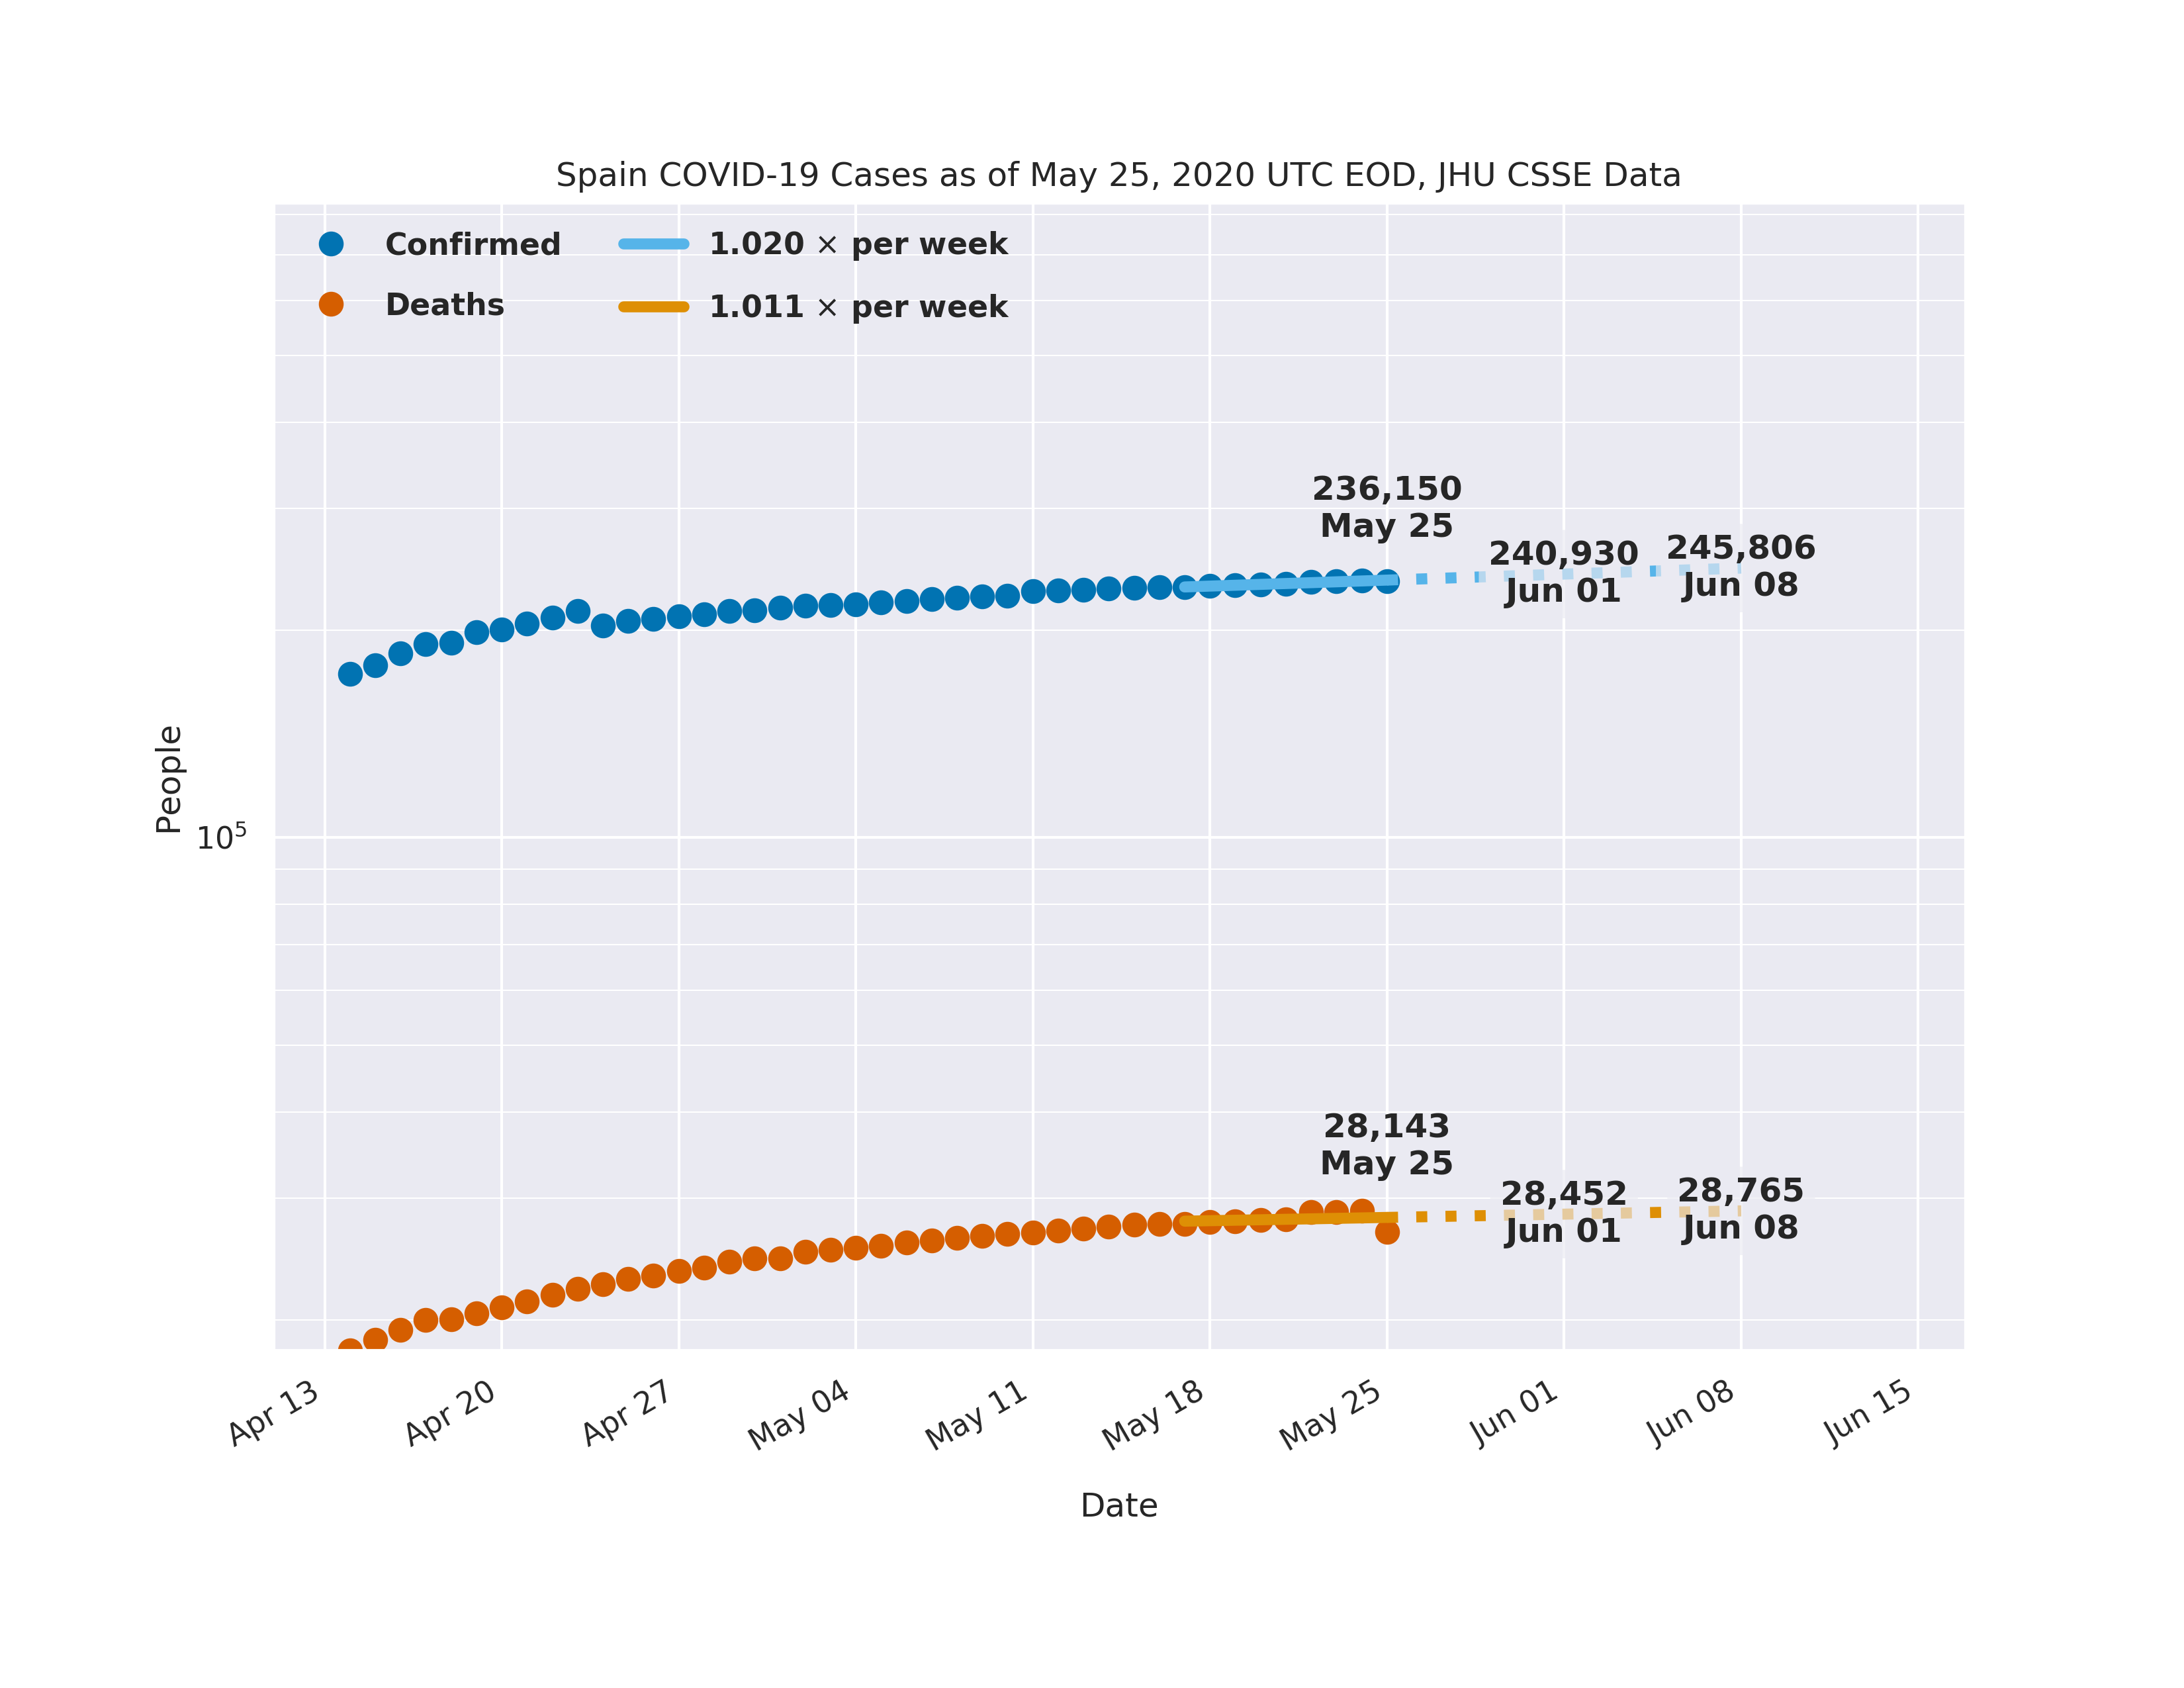 Spain COVID-19 Cases as of May 25, 2020 UTC EOD, JHU CSSE Data
Confirmed
Deaths
1.020 × per week
1.011 × per week
236,150
May 25
240,930
Jun 01
245,806
Jun 08
People
10⁵
28,143
May 25
28,452
Jun 01
28,765
Jun 08
Apr 13
Apr 20
Apr 27
May 04
May 11
May 18
May 25
Jun 01
Jun 08
Jun 15
Date